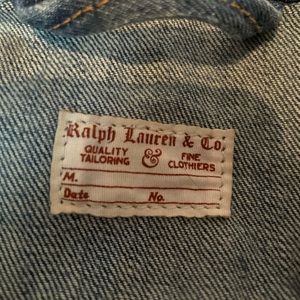 Ralph Lauren & Co.
QUALITY TAILORING & FINE CLOTHIERS
M.
Date No.